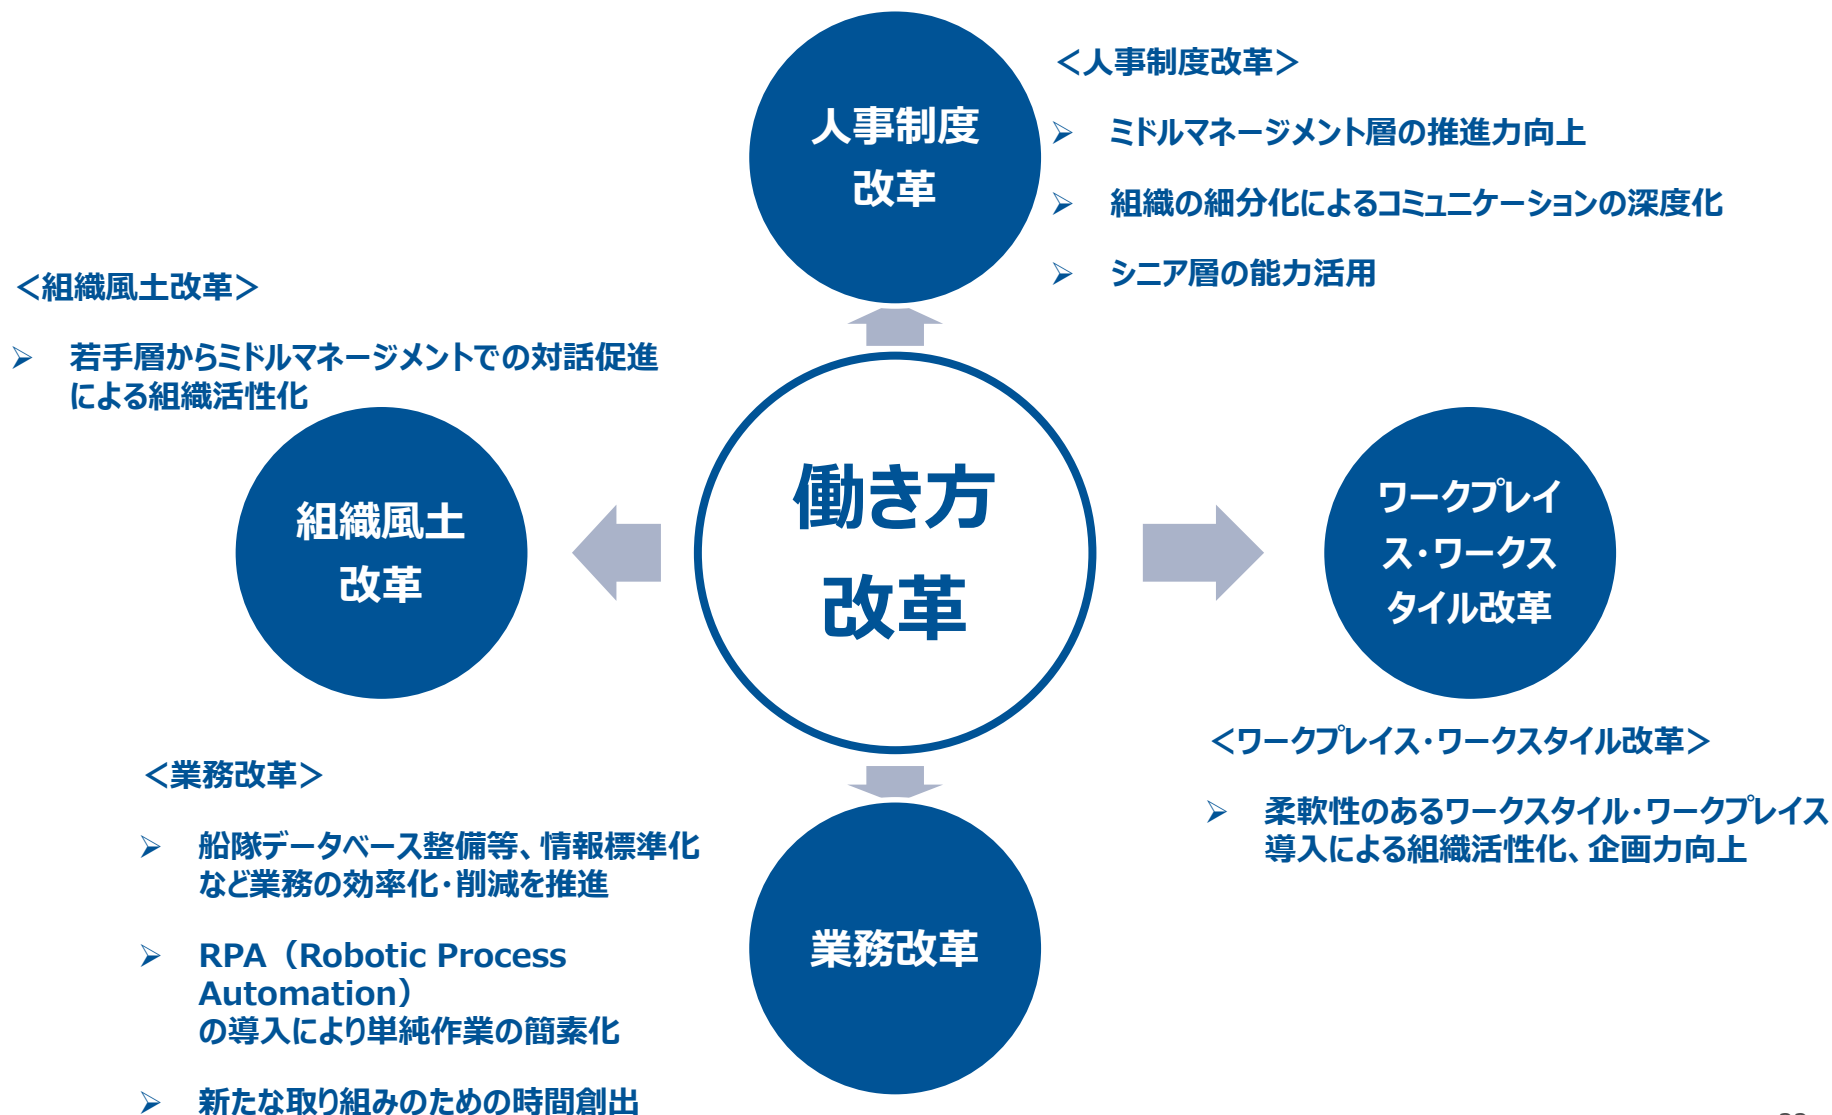 人事制度
改革
＜人事制度改革＞
➢ ミドルマネージメント層の推進力向上
➢ 組織の細分化によるコミュニケーションの深度化
➢ シニア層の能力活用
＜組織風土改革＞
➢ 若手層からミドルマネージメントでの対話促進
による組織活性化
組織風土
改革
働き方
改革
ワークプレイ
ス・ワークス
タイル改革
＜ワークプレイス・ワークスタイル改革＞
➢ 柔軟性のあるワークスタイル・ワークプレイス
導入による組織活性化、企画力向上
＜業務改革＞
➢ 船隊データベース整備等、情報標準化
など業務の効率化・削減を推進
➢ RPA（Robotic Process
Automation）
の導入により単純作業の簡素化
➢ 新たな取り組みのための時間創出
業務改革